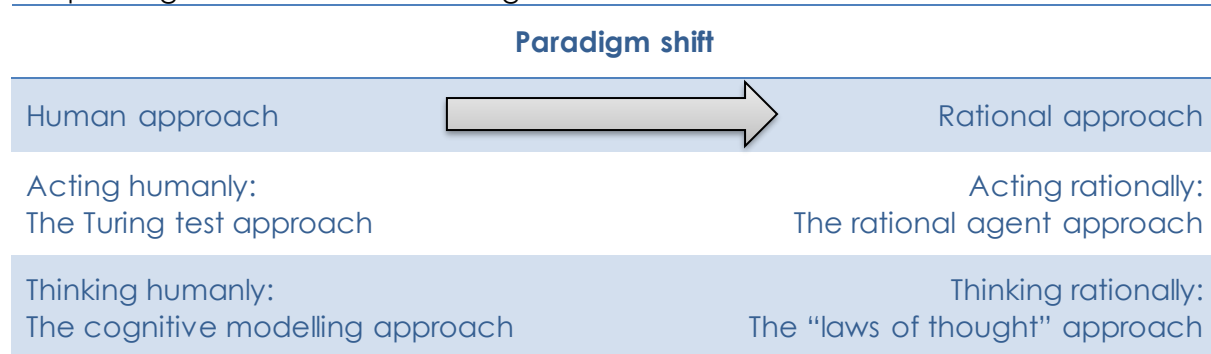 Paradigm shift
Human approach
Rational approach
Acting humanly:
The Turing test approach
Acting rationally:
The rational agent approach
Thinking humanly:
The cognitive modelling approach
Thinking rationally:
The “laws of thought” approach